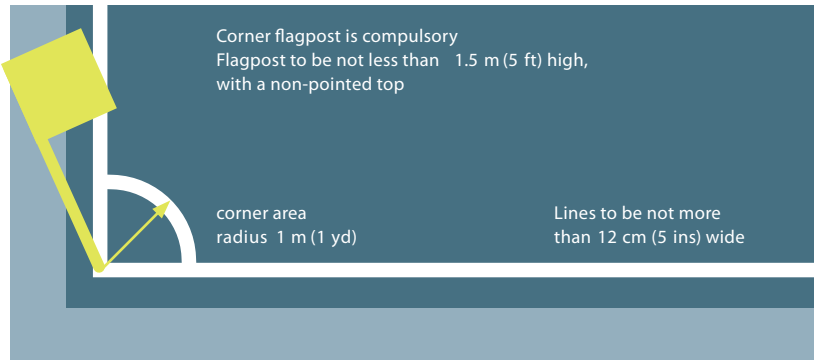 Corner flagpost is compulsory
Flagpost to be not less than 1.5 m (5 ft) high,
with a non-pointed top
corner area
radius 1 m (1 yd)
Lines to be not more
than 12 cm (5 ins) wide